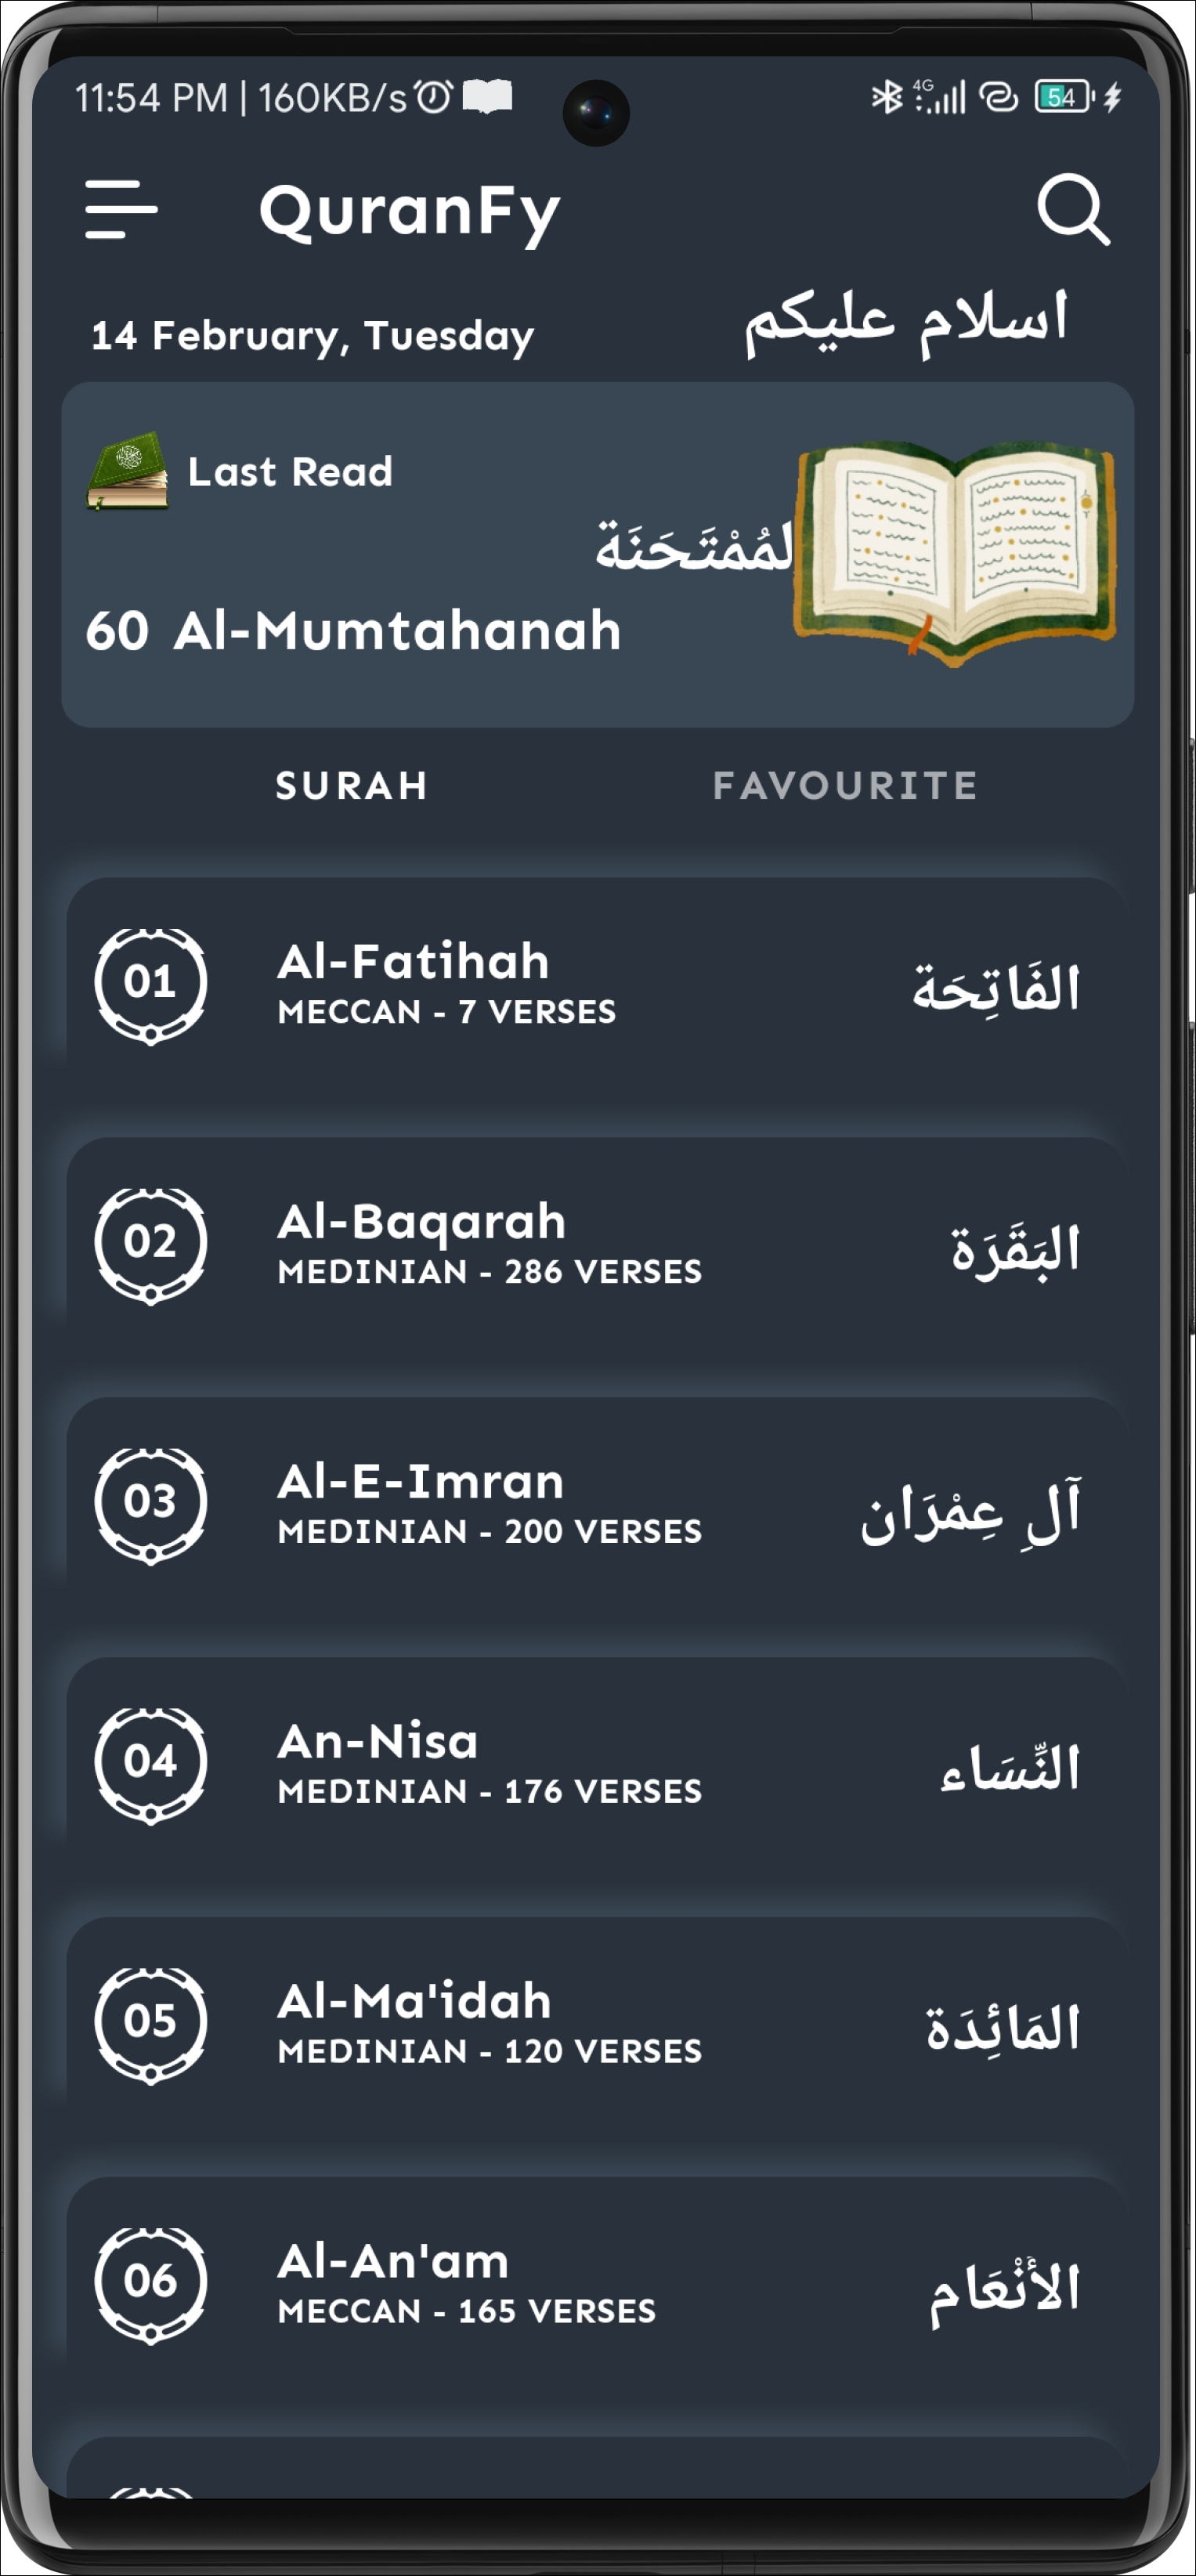 11:54 PM | 160KB/s
4G
54
QuranFy
14 February, Tuesday
اسلام عليكم
Last Read
لمُمْتَحَنَة
60 Al-Mumtahanah
SURAH
FAVOURITE
01
Al-Fatihah
MECCAN - 7 VERSES
الفَاتِحَة
02
Al-Baqarah
MEDINIAN - 286 VERSES
البَقَرَة
03
Al-E-Imran
MEDINIAN - 200 VERSES
آلِ عِمْرَان
04
An-Nisa
MEDINIAN - 176 VERSES
النِّسَاء
05
Al-Ma'idah
MEDINIAN - 120 VERSES
المَائِدَة
06
Al-An'am
MECCAN - 165 VERSES
الأَنْعَام